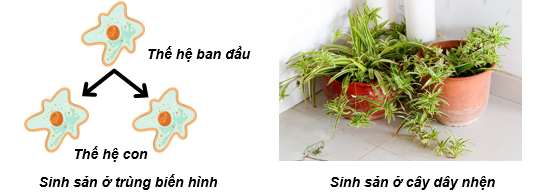 Thế hệ ban đầu
Thế hệ con
Sinh sản ở trùng biến hình
Sinh sản ở cây dây nhện